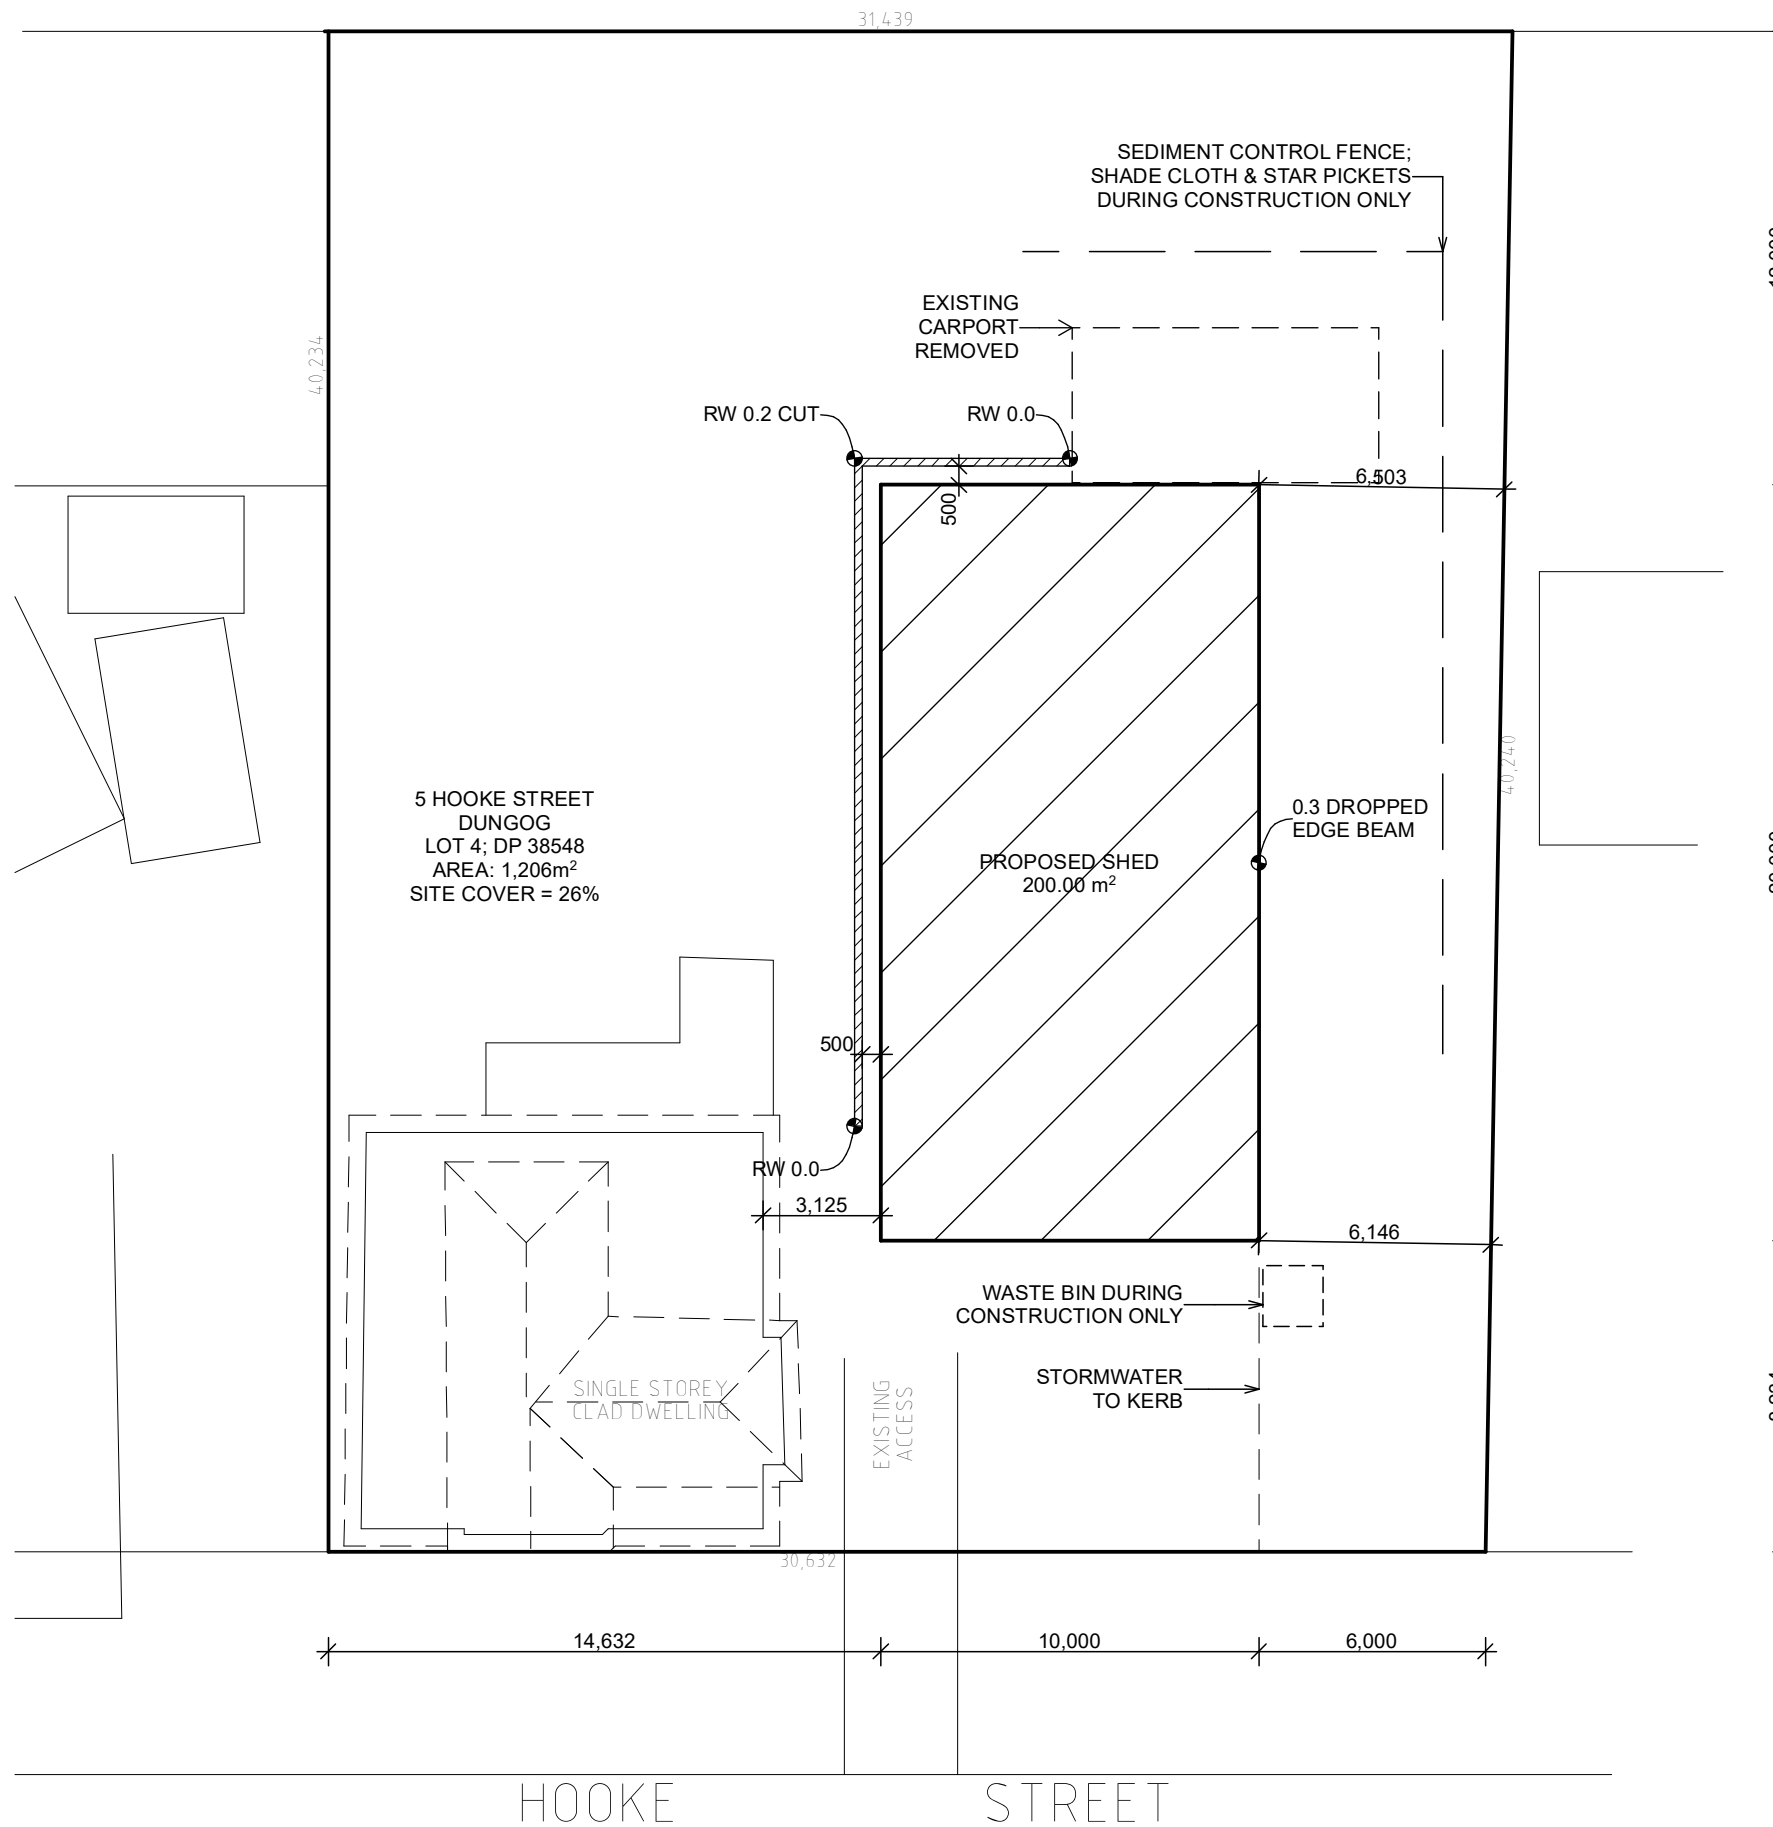 31,439
SEDIMENT CONTROL FENCE;
SHADE CLOTH & STAR PICKETS
DURING CONSTRUCTION ONLY
EXISTING
CARPORT
REMOVED
40,234
RW 0.2 CUT
RW 0.0
6,503
500
40,240
5 HOOKE STREET
DUNGOG
LOT 4; DP 38548
AREA: 1,206m²
SITE COVER = 26%
0.3 DROPPED
EDGE BEAM
PROPOSED SHED
200.00 m²
500
RW 0.0
3,125
6,146
WASTE BIN DURING
CONSTRUCTION ONLY
STORMWATER
TO KERB
SINGLE STOREY
CLAD DWELLING
EXISTING
ACCESS
30,632
14,632
10,000
6,000
HOOKE STREET